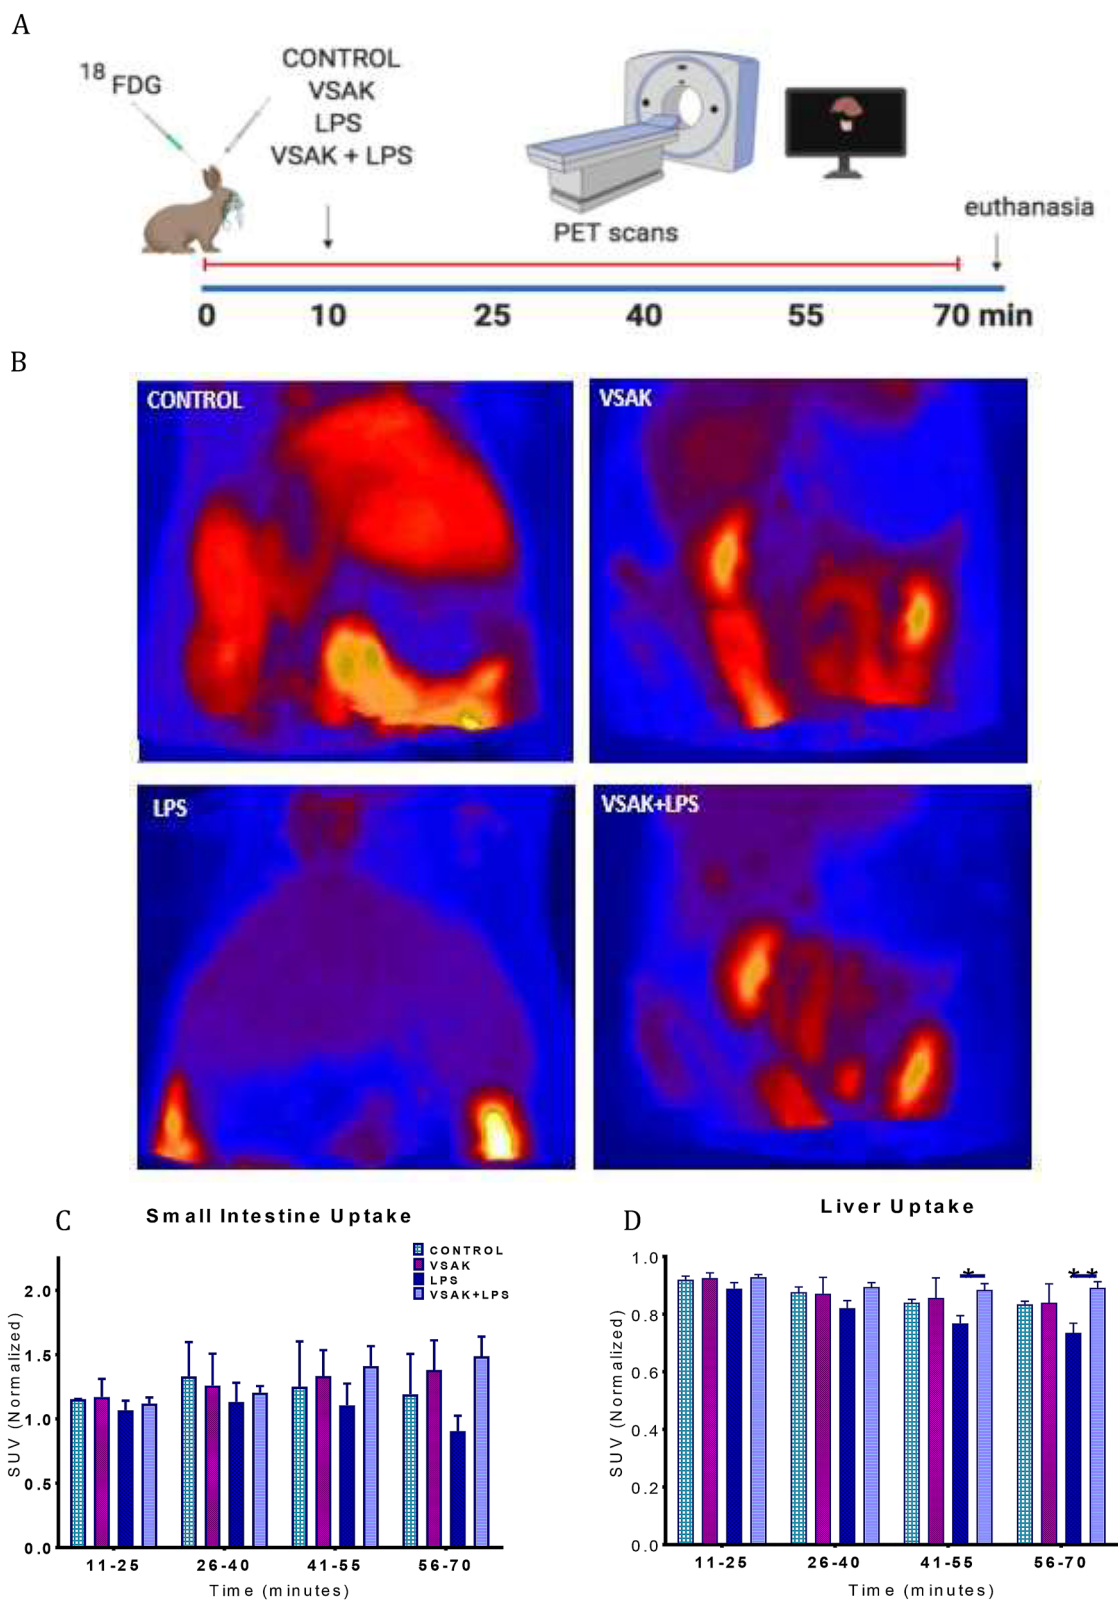 A
18 FDG
CONTROL
VSAK
LPS
VSAK + LPS
PET scans
euthanasia
0 10 25 40 55 70 min
B
CONTROL
VSAK
LPS
VSAK+LPS
C
Small Intestine Uptake
CONTROL
VSAK
LPS
VSAK+LPS
SUV (Normalized)
2.0
1.5
1.0
0.5
0.0
11-25 26-40 41-55 56-70
Time (minutes)
D
Liver Uptake
* **
SUV (Normalized)
1.0
0.8
0.6
0.4
0.2
0.0
11-25 26-40 41-55 56-70
Time (minutes)